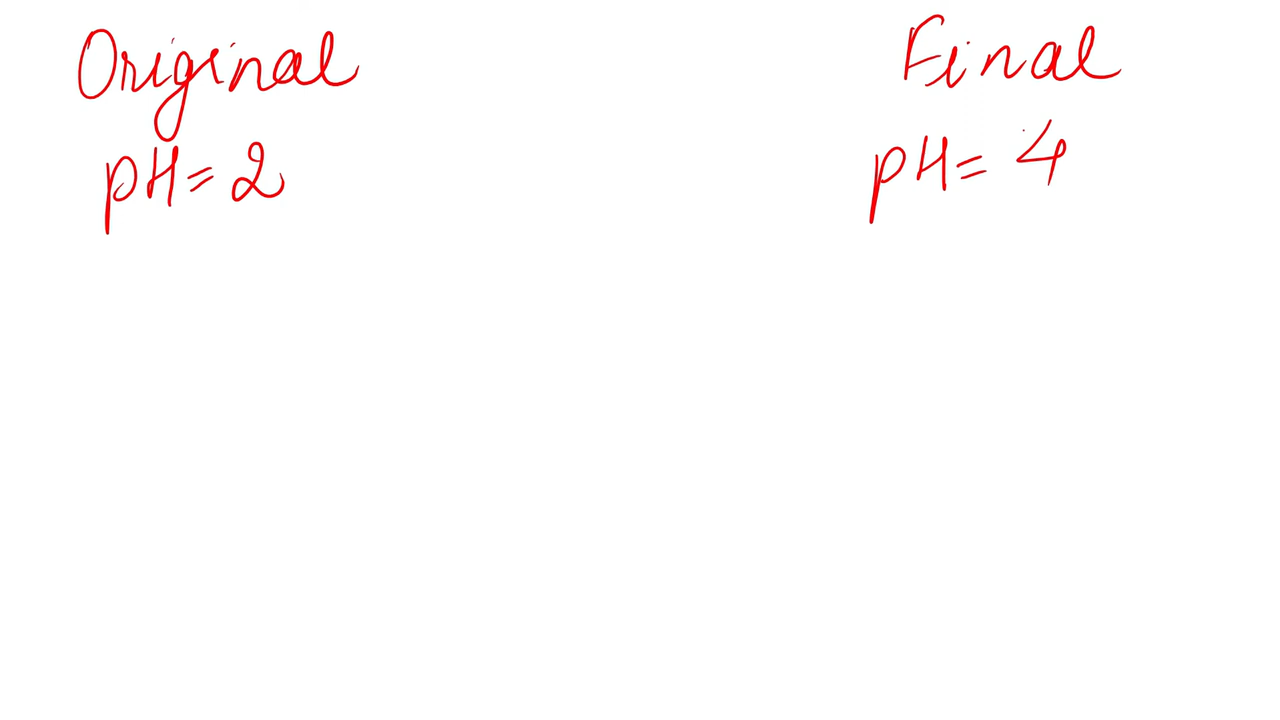 Original Final
pH = 2 pH = 4